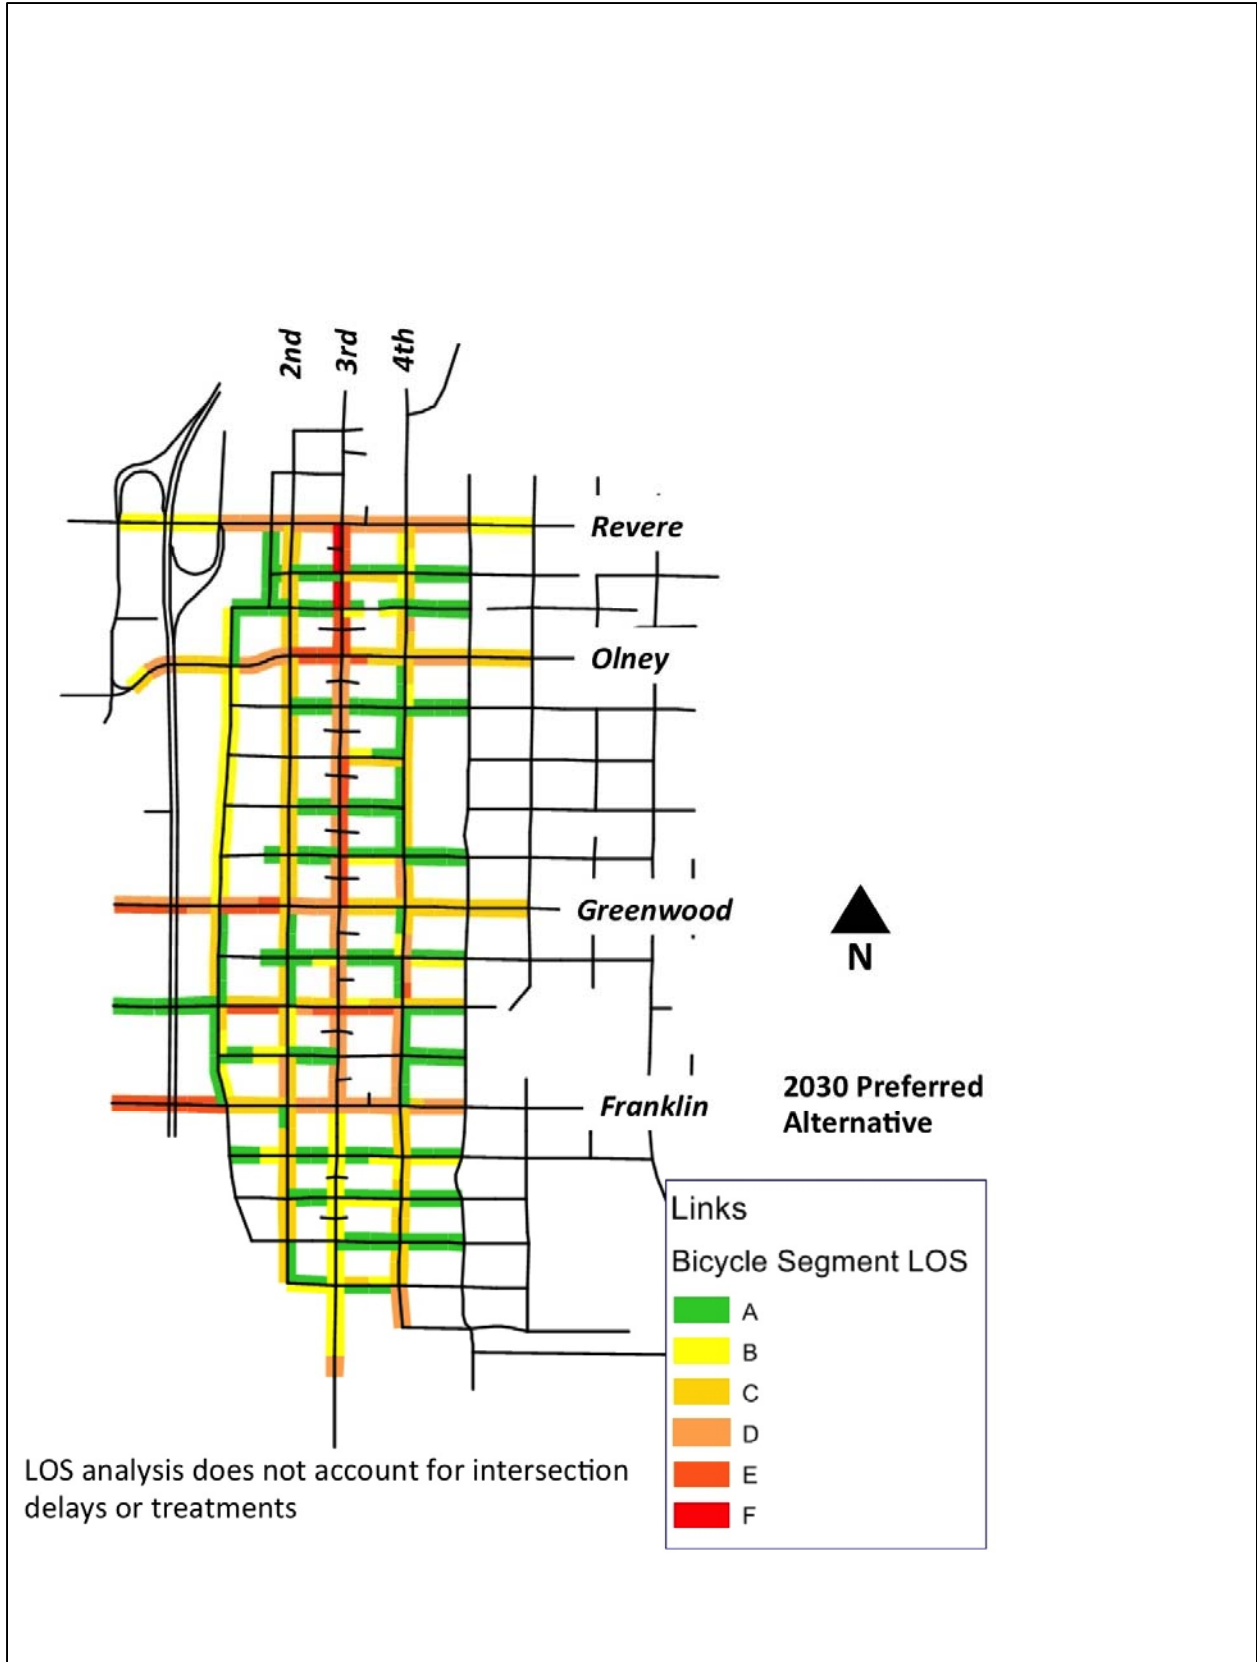 2nd
3rd
4th
Revere
Olney
Greenwood
N
Franklin
2030 Preferred
Alternative
Links
Bicycle Segment LOS
A
B
C
D
E
F
LOS analysis does not account for intersection
delays or treatments